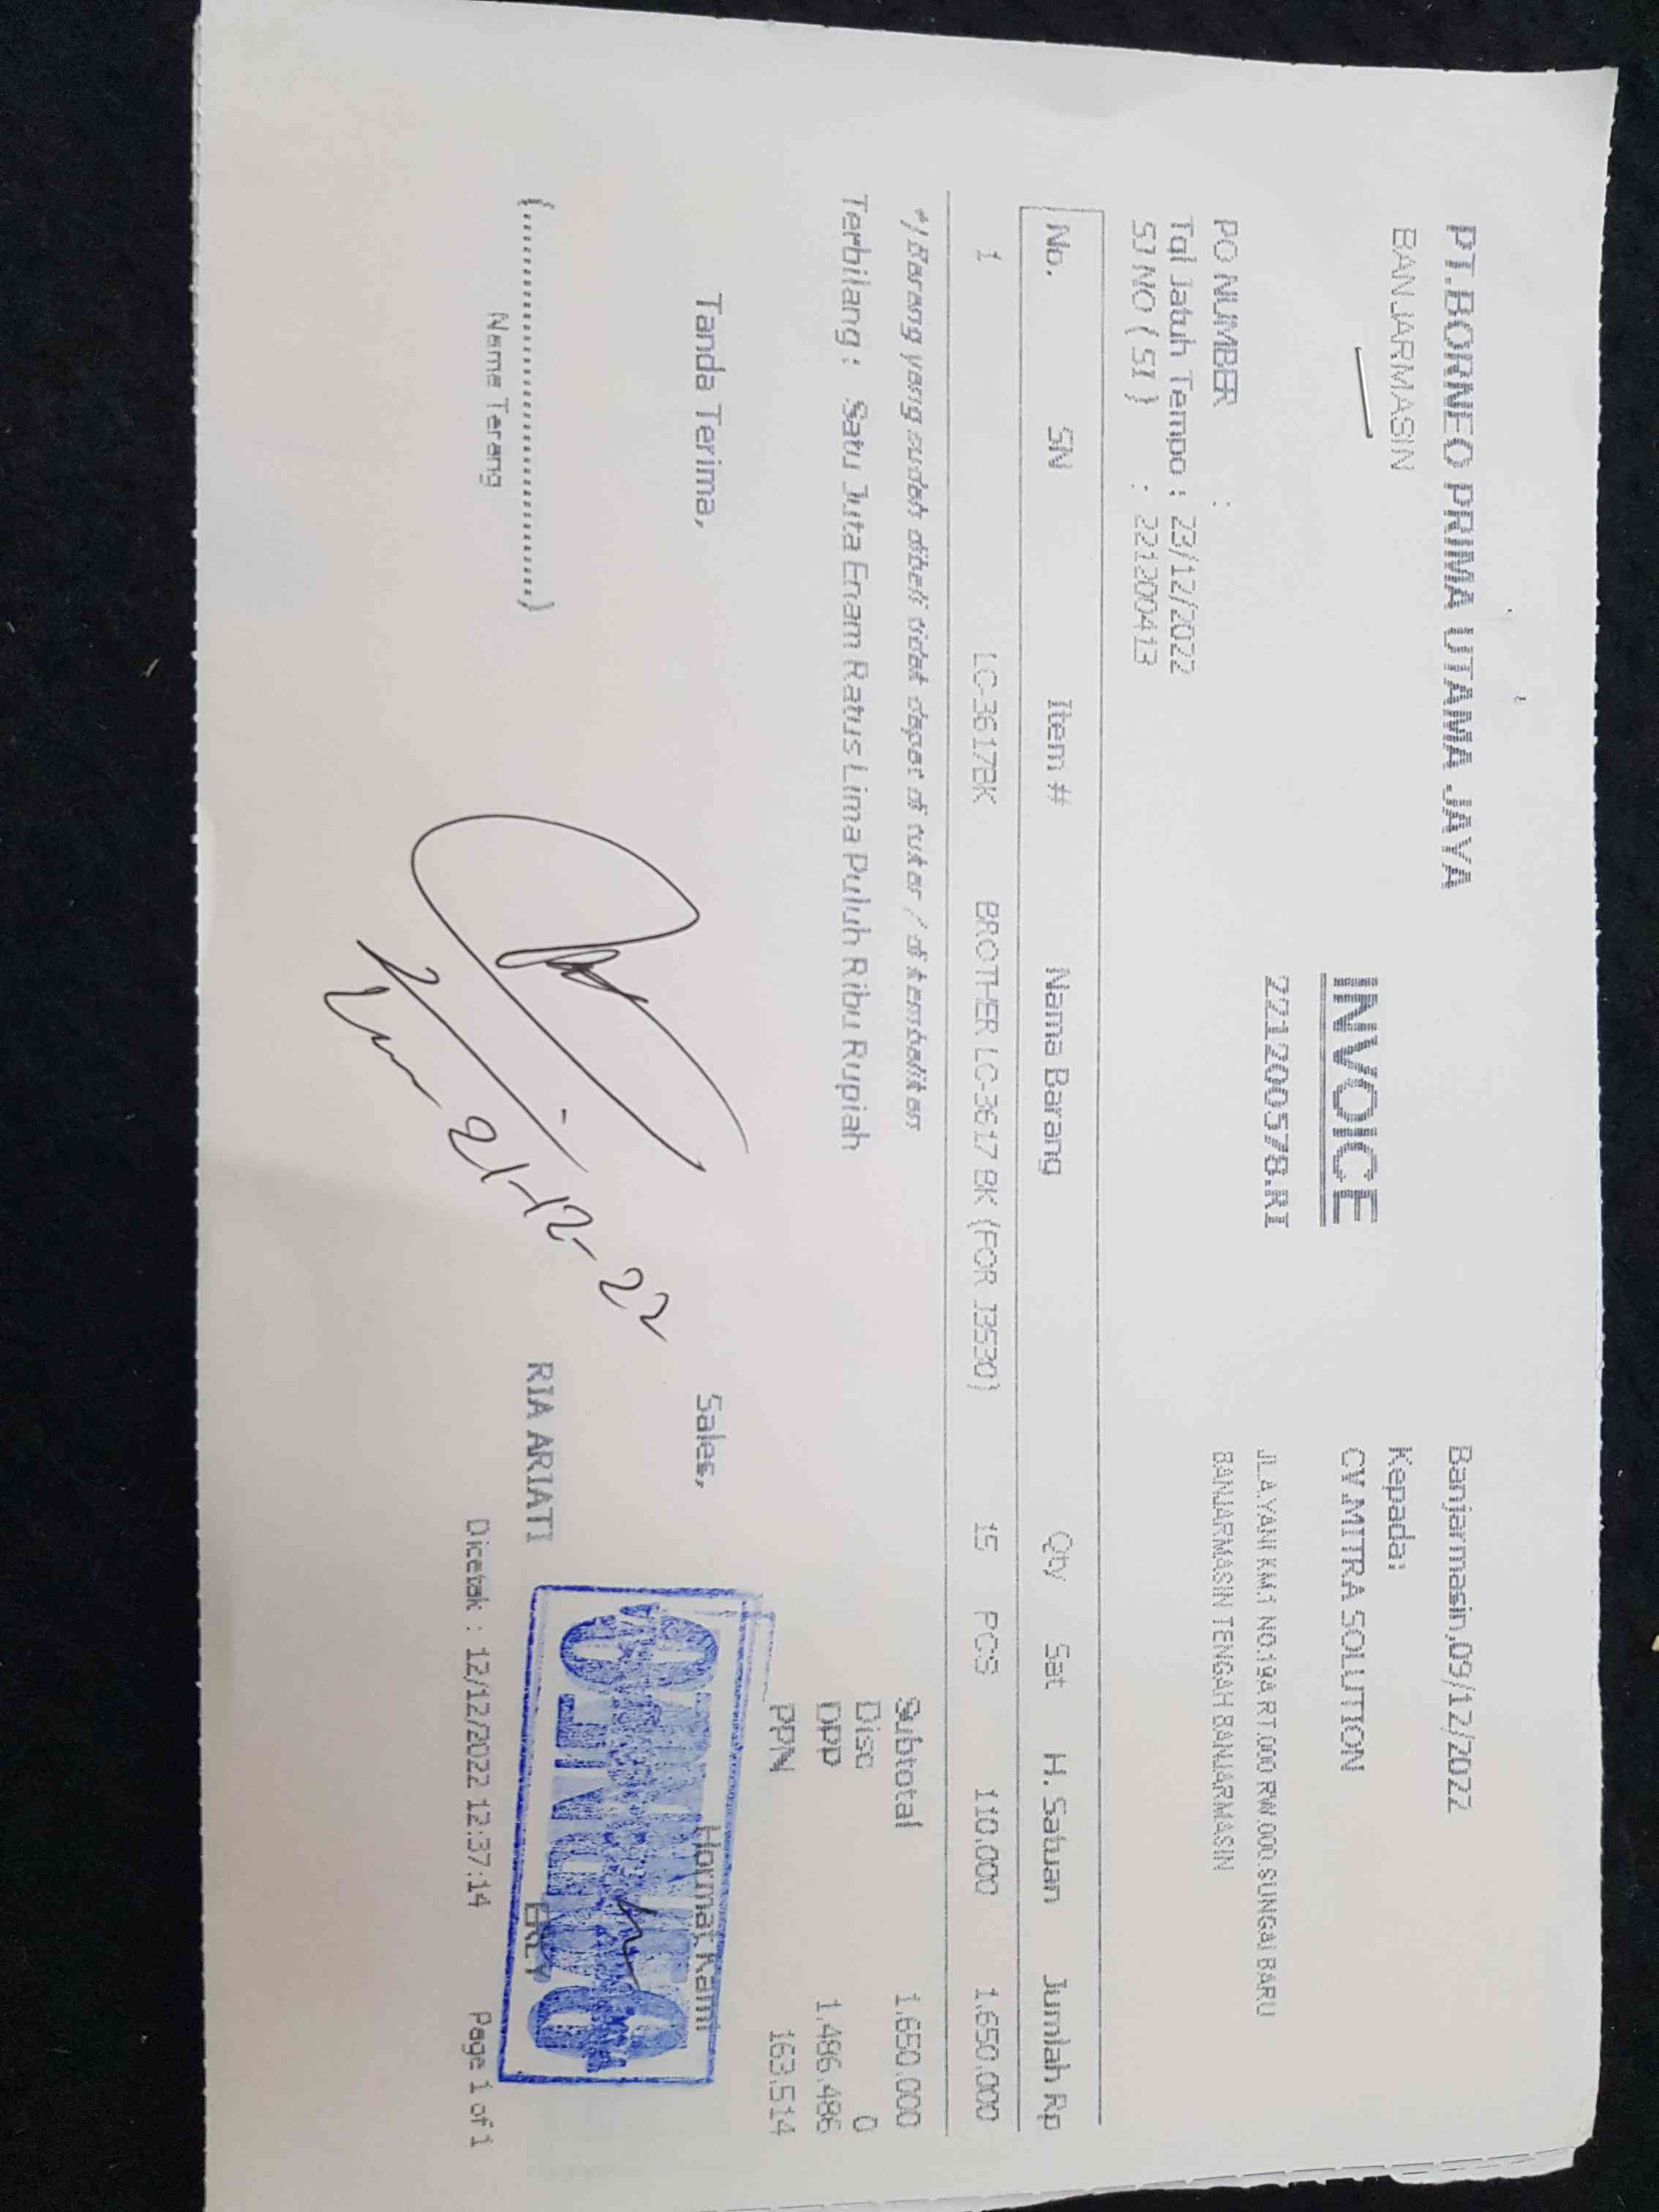 PT.BORNEO PRIMA UTAMA JAYA
BANJARMASIN
INVOICE
221200578.RI
Banjarmasin,09/12/2022
Kepada:
CV.MITRA SOLUTION
JL.A.YANI KM.1 NO.19A RT.000 RW.000.SUNGAI BARU
BANJARMASIN TENGAH BANJARMASIN
PO NUMBER :
Tgl Jatuh Tempo : 23/12/2022
SJ NO ( SI ) : 221200413
No. SN Item # Nama Barang Qty Sat H. Satuan Jumlah Rp
1 LC-3617BK BROTHER LC-3617 BK (FOR J3530) 15 PCS 110.000 1.650.000
*/ Barang yang sudah dibeli tidak dapat di tukar / di kembalikan
Terbilang : Satu Juta Enam Ratus Lima Puluh Ribu Rupiah
Subtotal 1.650.000
Disc 0
DPP 1.486.486
PPN 163.514
Tanda Terima,
Sales,
Hormat Kami
21-12-22
(..............................)
Nama Terang
RIA ARIATI
Dicetak : 12/12/2022 12:37:14 Page 1 of 1